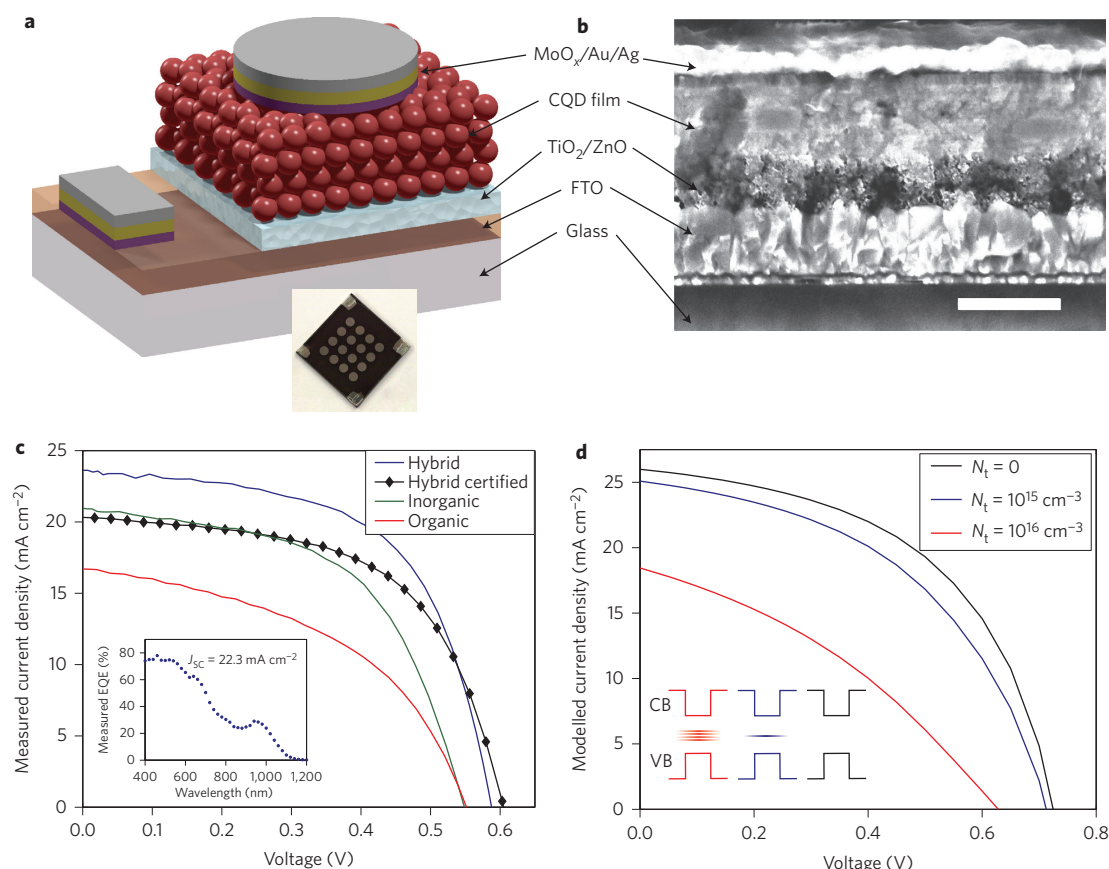 a
b
MoOₓ/Au/Ag
CQD film
TiO₂/ZnO
FTO
Glass
c
25
20
15
10
5
0
0.0 0.1 0.2 0.3 0.4 0.5 0.6
Measured current density (mA cm⁻²)
Voltage (V)
Hybrid
Hybrid certified
Inorganic
Organic
80
60
40
20
0
400 600 800 1,000 1,200
Measured EQE (%)
Wavelength (nm)
J_SC = 22.3 mA cm⁻²
d
25
20
15
10
5
0
0.0 0.2 0.4 0.6 0.8
Modelled current density (mA cm⁻²)
Voltage (V)
Nₜ = 0
Nₜ = 10¹⁵ cm⁻³
Nₜ = 10¹⁶ cm⁻³
CB
VB